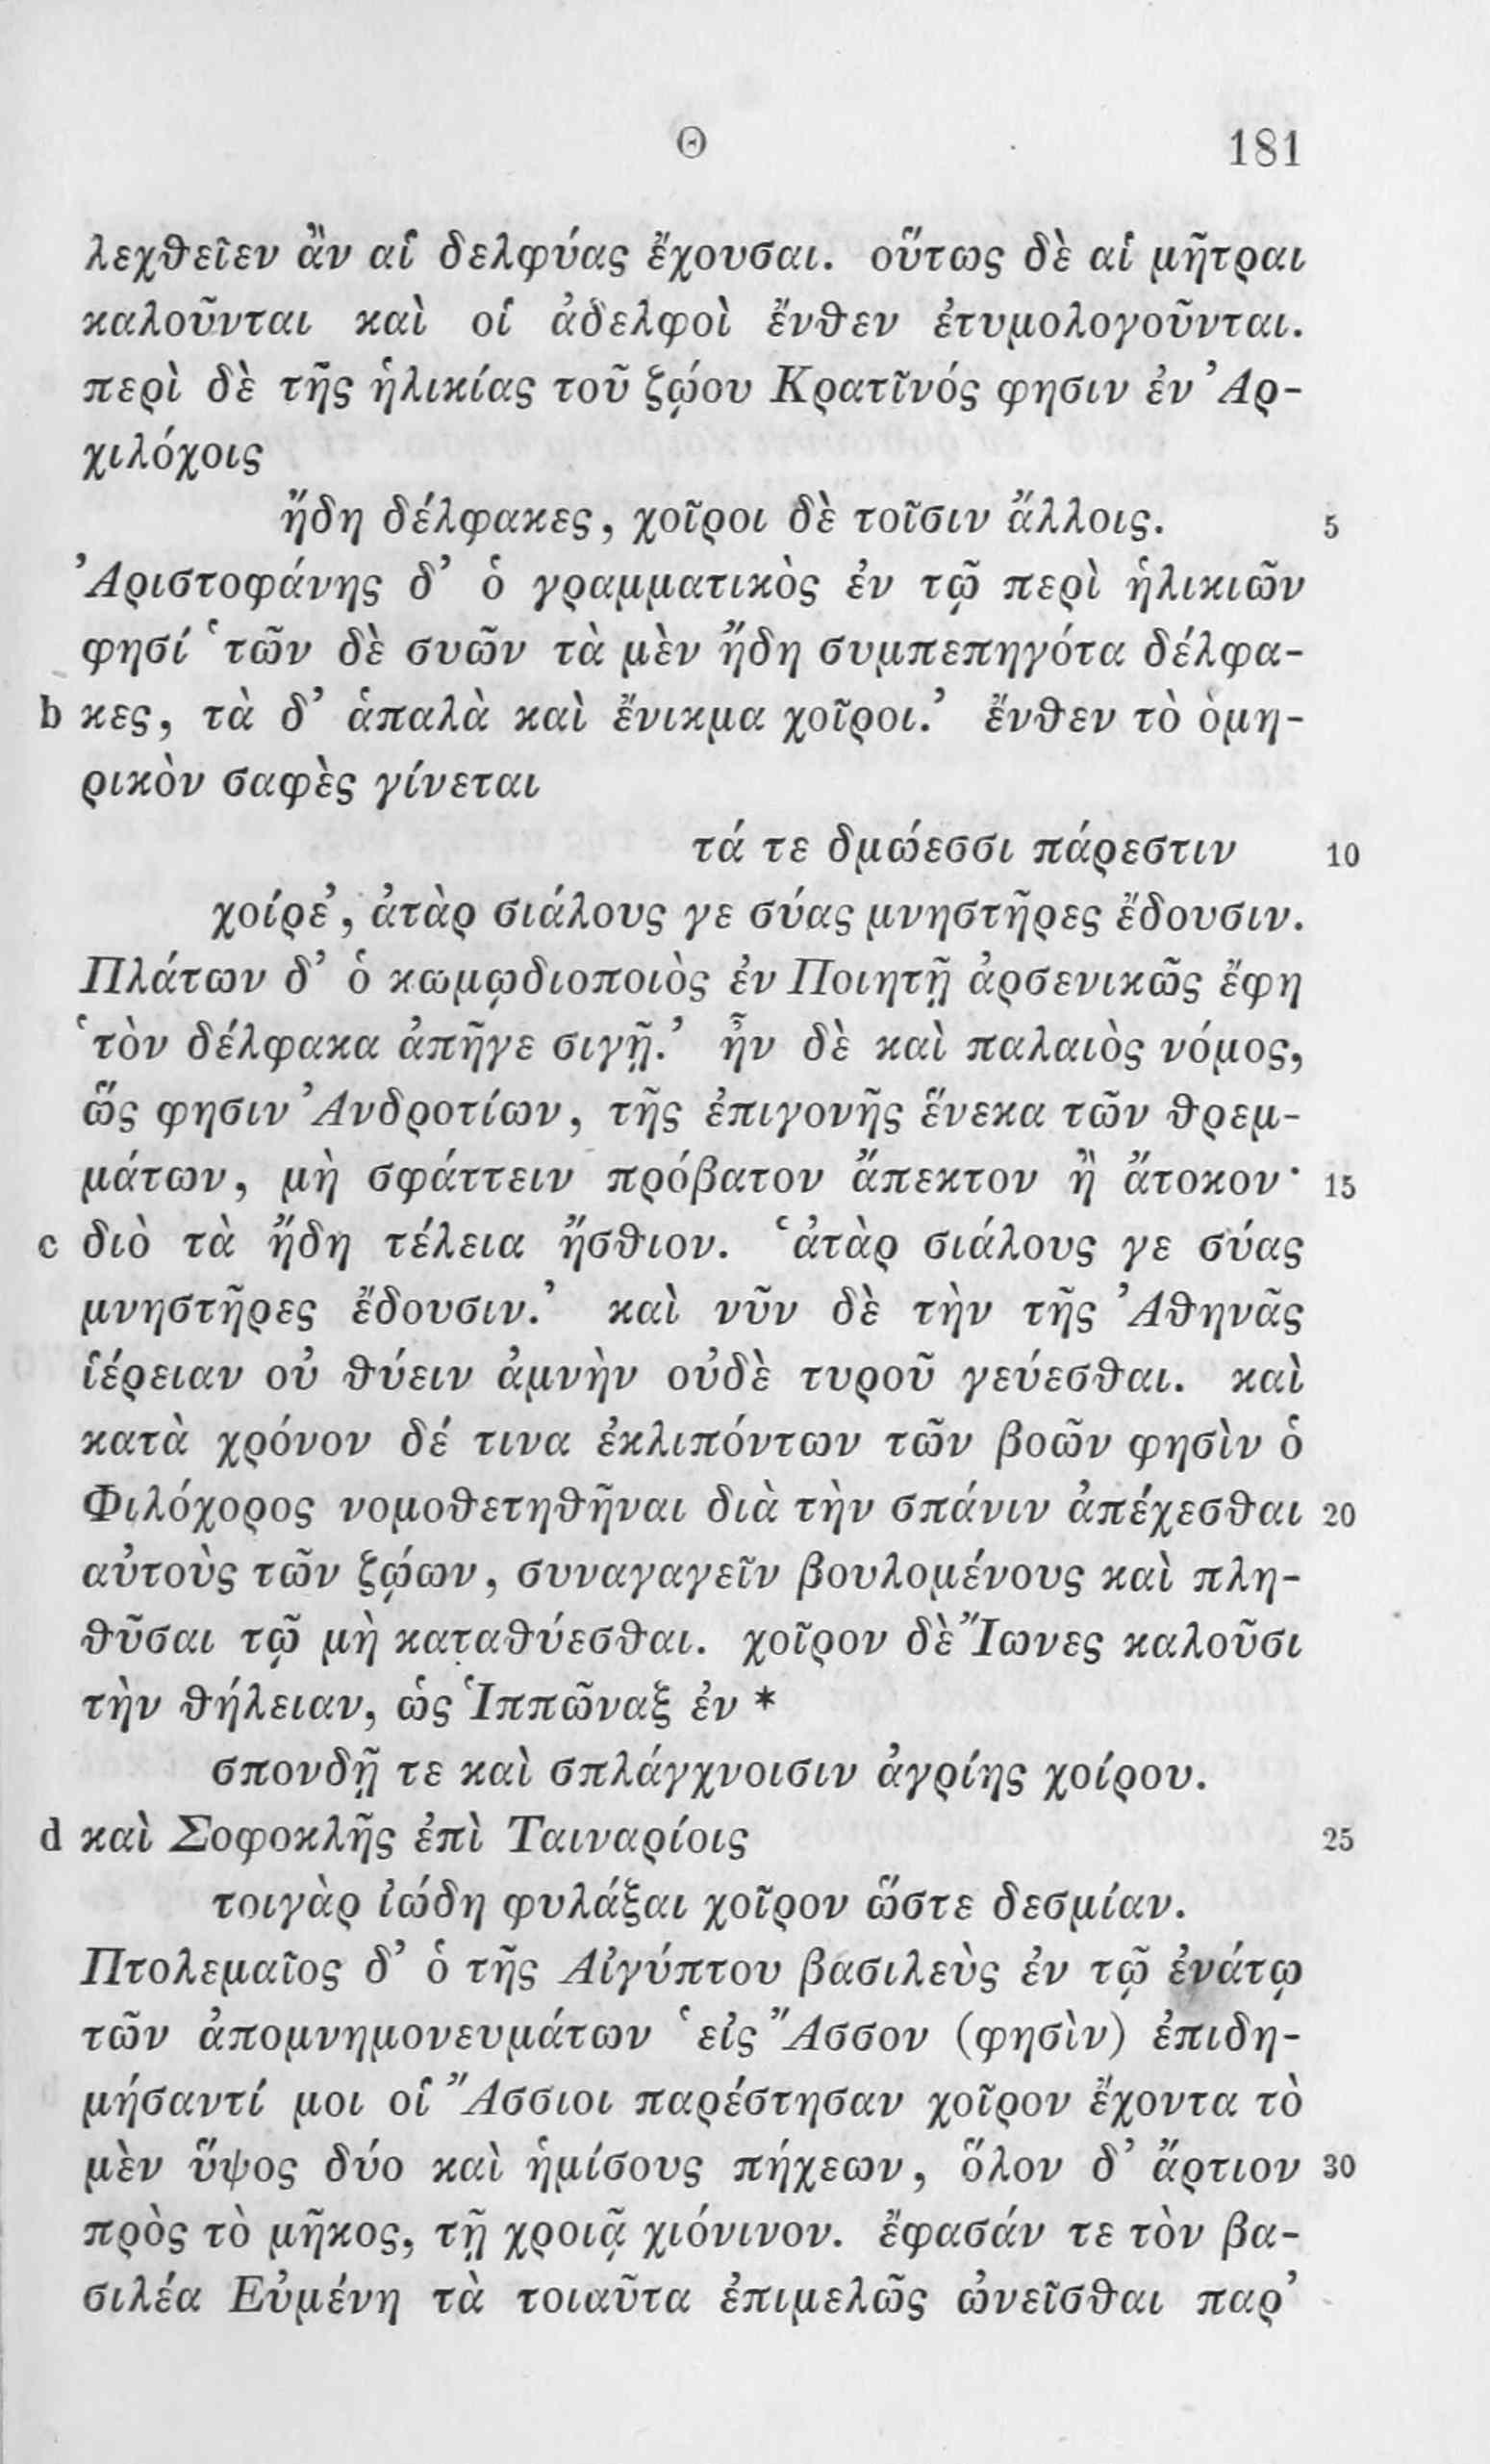 Θ 181
λεχθεῖεν ἂν αἱ δελφύας ἔχουσαι. οὕτως δὲ αἱ μῆτραι
καλοῦνται καὶ οἱ ἀδελφοὶ ἔνθεν ἐτυμολογοῦνται.
περὶ δὲ τῆς ἡλικίας τοῦ ζῴου Κρατῖνός φησιν ἐν Ἀρ-
χιλόχοις
ἤδη δέλφακες, χοῖροι δὲ τοῖσιν ἄλλοις. 5
Ἀριστοφάνης δ’ ὁ γραμματικὸς ἐν τῷ περὶ ἡλικιῶν
φησί ‘τῶν δὲ συῶν τὰ μὲν ἤδη συμπεπηγότα δέλφα-
b κες, τὰ δ’ ἁπαλὰ καὶ ἔνικμα χοῖροι.’ ἔνθεν τὸ ὁμη-
ρικὸν σαφὲς γίνεται
τά τε δμώεσσι πάρεστιν 10
χοίρε’, ἀτὰρ σιάλους γε σύας μνηστῆρες ἔδουσιν.
Πλάτων δ’ ὁ κωμῳδιοποιὸς ἐν Ποιητῇ ἀρσενικῶς ἔφη
‘τὸν δέλφακα ἀπῆγε σιγῇ.’ ἦν δὲ καὶ παλαιὸς νόμος,
ὥς φησιν Ἀνδροτίων, τῆς ἐπιγονῆς ἕνεκα τῶν θρεμ-
μάτων, μὴ σφάττειν πρόβατον ἄπεκτον ἢ ἄτοκον· 15
c διὸ τὰ ἤδη τέλεια ἤσθιον. ‘ἀτὰρ σιάλους γε σύας
μνηστῆρες ἔδουσιν.’ καὶ νῦν δὲ τὴν τῆς Ἀθηνᾶς
ἱέρειαν οὐ θύειν ἀμνὴν οὐδὲ τυροῦ γεύεσθαι. καὶ
κατὰ χρόνον δέ τινα ἐκλιπόντων τῶν βοῶν φησὶν ὁ
Φιλόχορος νομοθετηθῆναι διὰ τὴν σπάνιν ἀπέχεσθαι 20
αὐτοὺς τῶν ζῴων, συναγαγεῖν βουλομένους καὶ πλη-
θῦσαι τῷ μὴ καταθύεσθαι. χοῖρον δὲ Ἴωνες καλοῦσι
τὴν θήλειαν, ὡς Ἱππῶναξ ἐν *
σπονδῇ τε καὶ σπλάγχνοισιν ἀγρίης χοίρου.
d καὶ Σοφοκλῆς ἐπὶ Ταιναρίοις 25
τοιγὰρ ἰώδη φυλάξαι χοῖρον ὥστε δεσμίαν.
Πτολεμαῖος δ’ ὁ τῆς Αἰγύπτου βασιλεὺς ἐν τῷ ἐνάτῳ
τῶν ἀπομνημονευμάτων ‘εἰς Ἄσσον (φησὶν) ἐπιδη-
μήσαντί μοι οἱ Ἄσσιοι παρέστησαν χοῖρον ἔχοντα τὸ
μὲν ὕψος δύο καὶ ἡμίσους πήχεων, ὅλον δ’ ἄρτιον 30
πρὸς τὸ μῆκος, τῇ χροιᾷ χιόνινον. ἔφασάν τε τὸν βα-
σιλέα Εὐμένη τὰ τοιαῦτα ἐπιμελῶς ὠνεῖσθαι παρ’